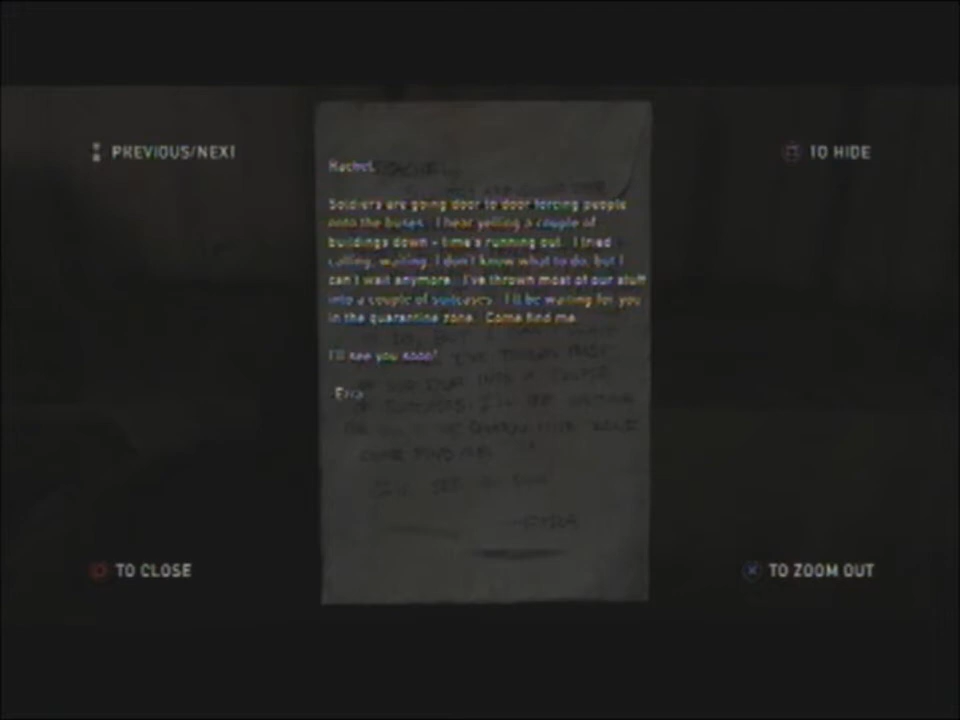 PREVIOUS/NEXT
TO HIDE
Rachel,
Soldiers are going door to door forcing people
onto the buses. I hear yelling a couple of
buildings down - time's running out. I tried
calling, waiting, I don't know what to do, but I
can't wait anymore. I've thrown most of our stuff
into a couple of suitcases. I'll be waiting for you
in the quarantine zone. Come find me.
I'll see you soon!
TO CLOSE
TO ZOOM OUT